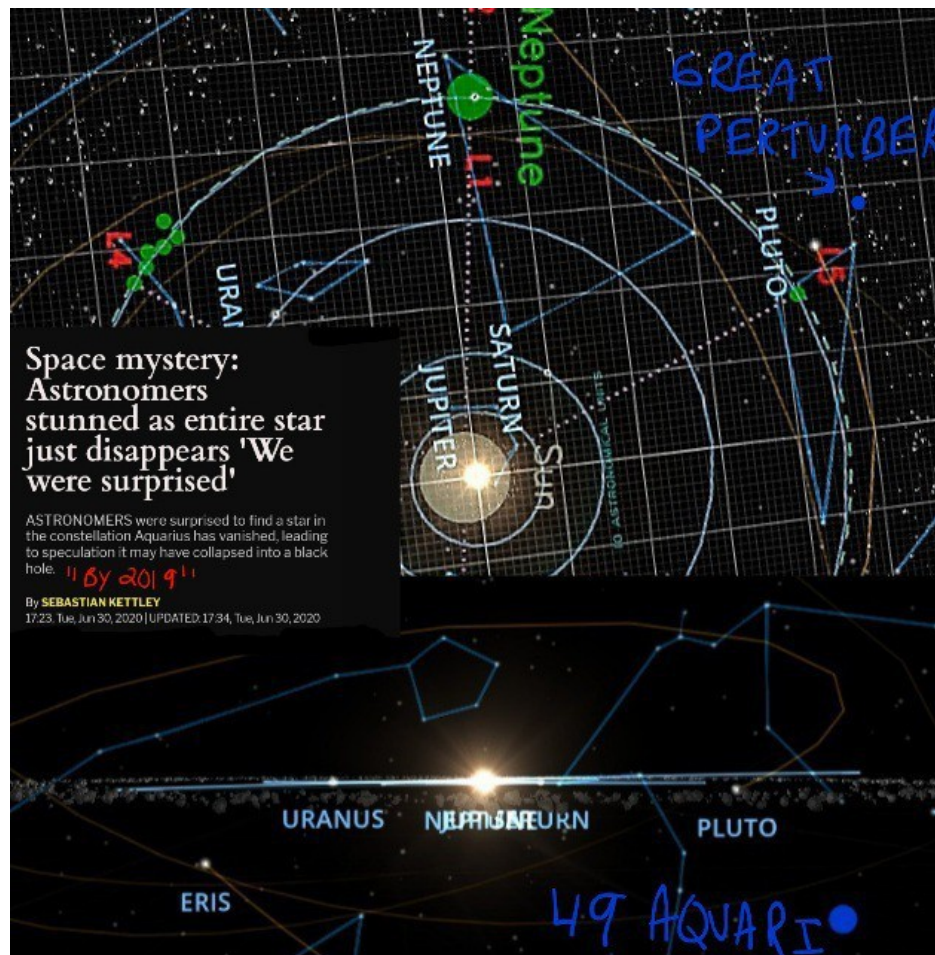 Neptune
NEPTUNE
GREAT
PERTURBER
L1
L4
PLUTO
L5
URAN
SATURN
JUPITER
Sun
ASTRONOMICAL UNITS
Space mystery:
Astronomers
stunned as entire star
just disappears 'We
were surprised'
ASTRONOMERS were surprised to find a star in
the constellation Aquarius has vanished, leading
to speculation it may have collapsed into a black
hole. "BY 2019"
By SEBASTIAN KETTLEY
17:23, Tue, Jun 30, 2020 | UPDATED: 17:34, Tue, Jun 30, 2020
URANUS
PLUTO
ERIS
49 AQUARI